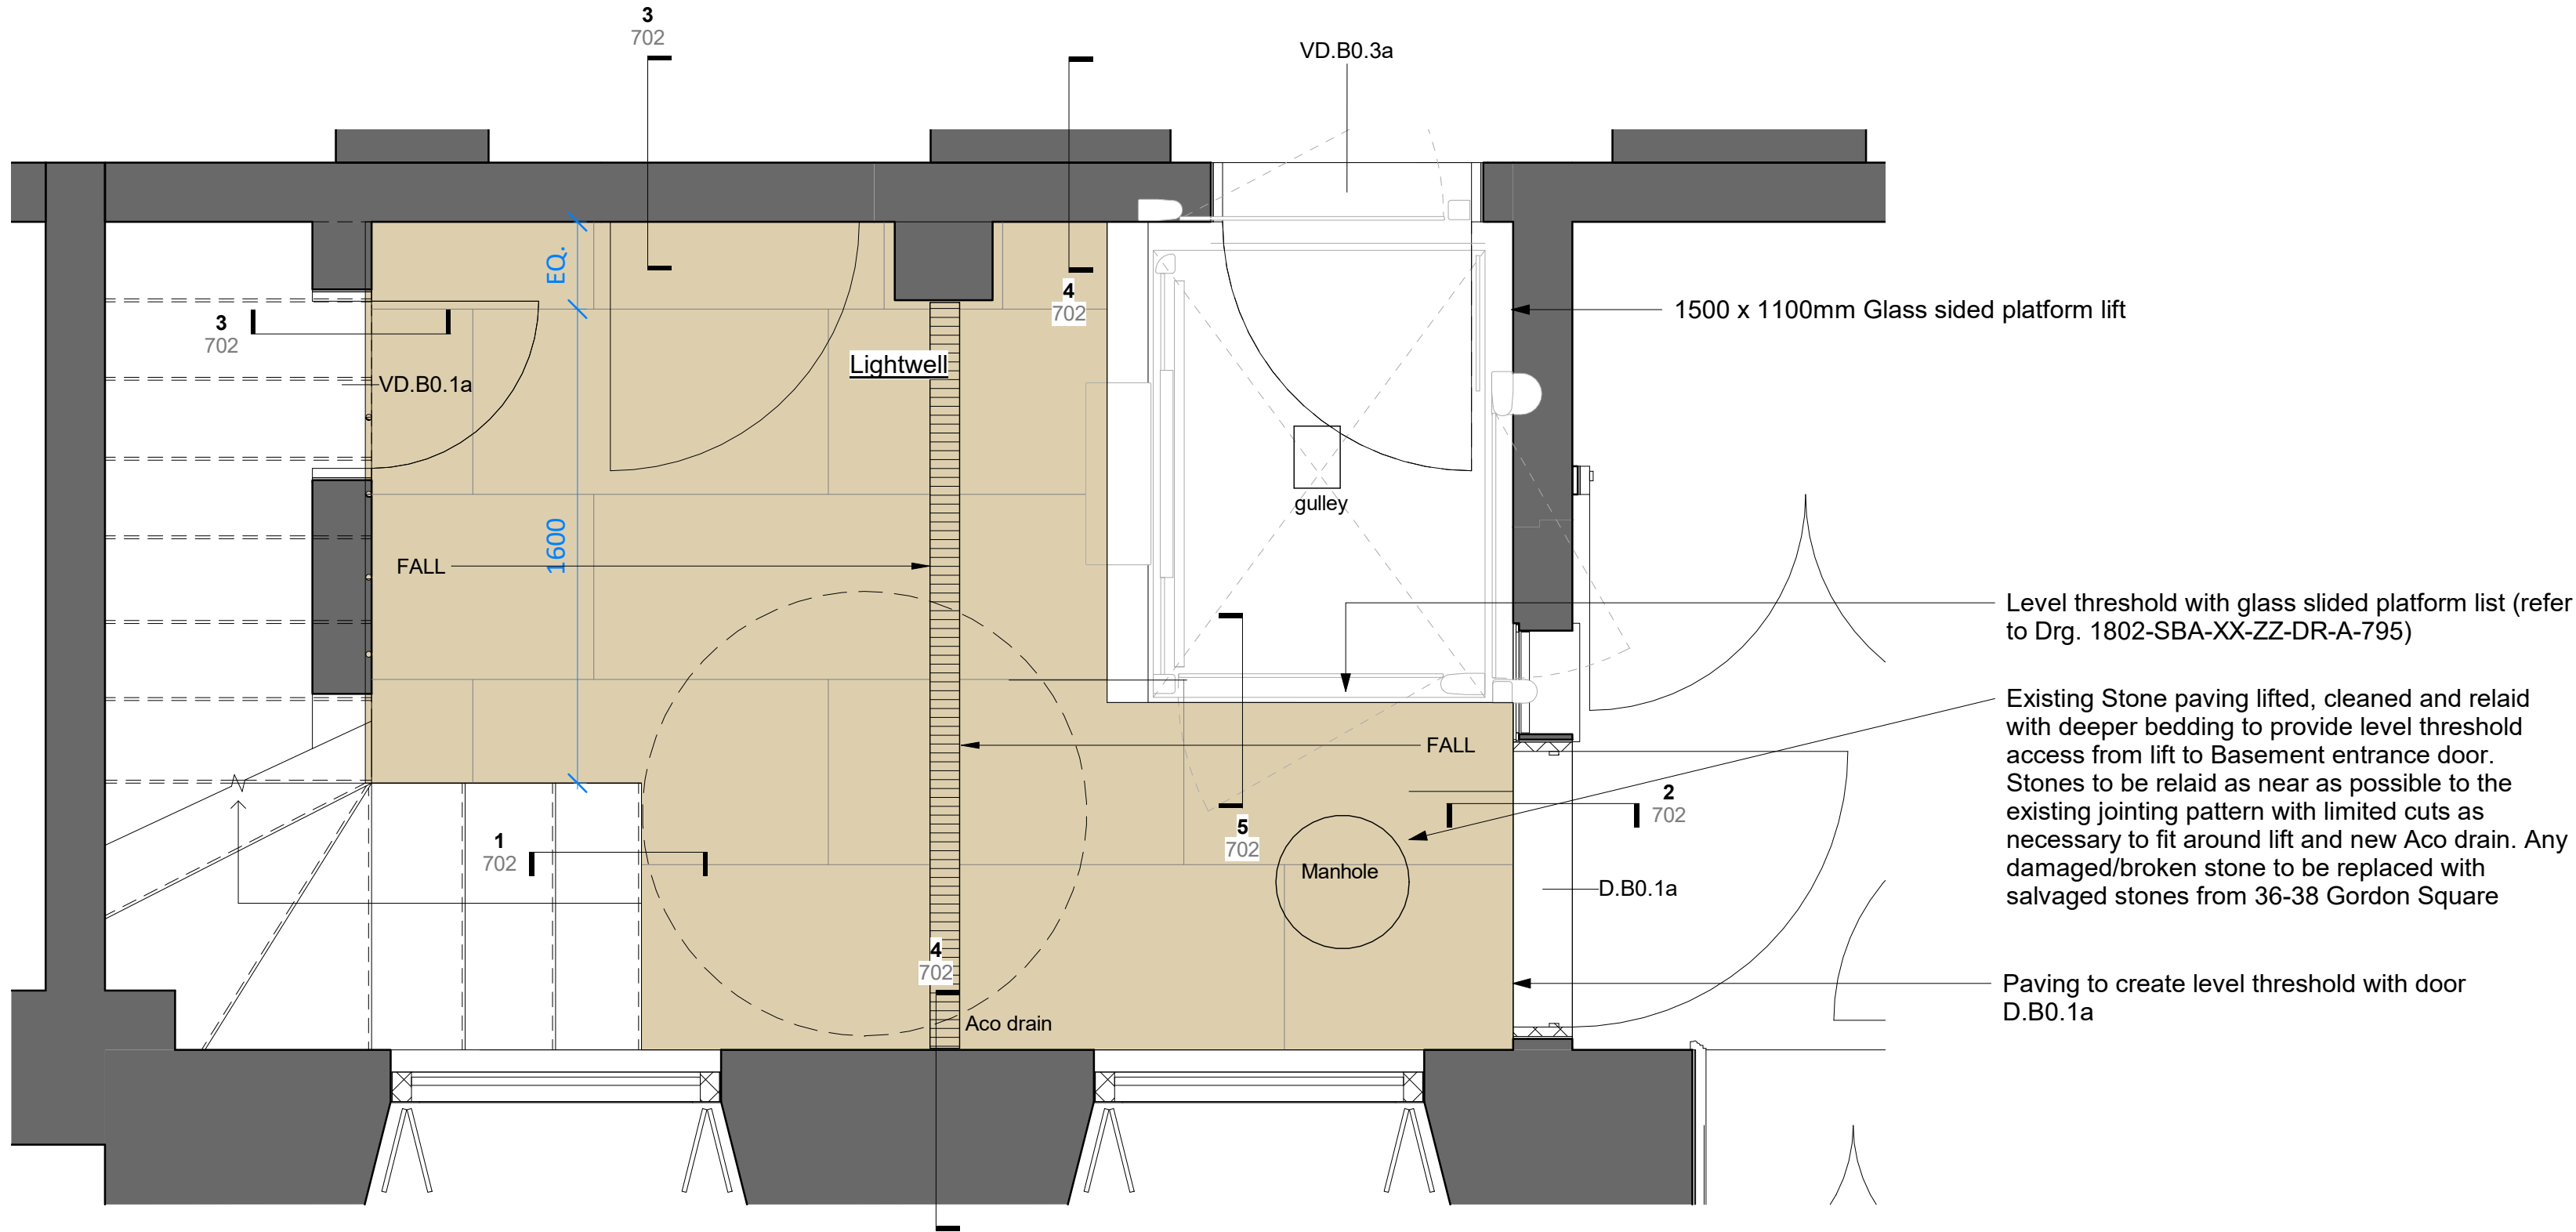 3
702
VD.B0.3a
EQ.
4
702
1500 x 1100mm Glass sided platform lift
3
702
Lightwell
VD.B0.1a
gulley
1600
FALL
Level threshold with glass slided platform list (refer
to Drg. 1802-SBA-XX-ZZ-DR-A-795)
Existing Stone paving lifted, cleaned and relaid
with deeper bedding to provide level threshold
access from lift to Basement entrance door.
Stones to be relaid as near as possible to the
existing jointing pattern with limited cuts as
necessary to fit around lift and new Aco drain. Any
damaged/broken stone to be replaced with
salvaged stones from 36-38 Gordon Square
FALL
2
702
5
702
1
702
Manhole
D.B0.1a
4
702
Aco drain
Paving to create level threshold with door
D.B0.1a